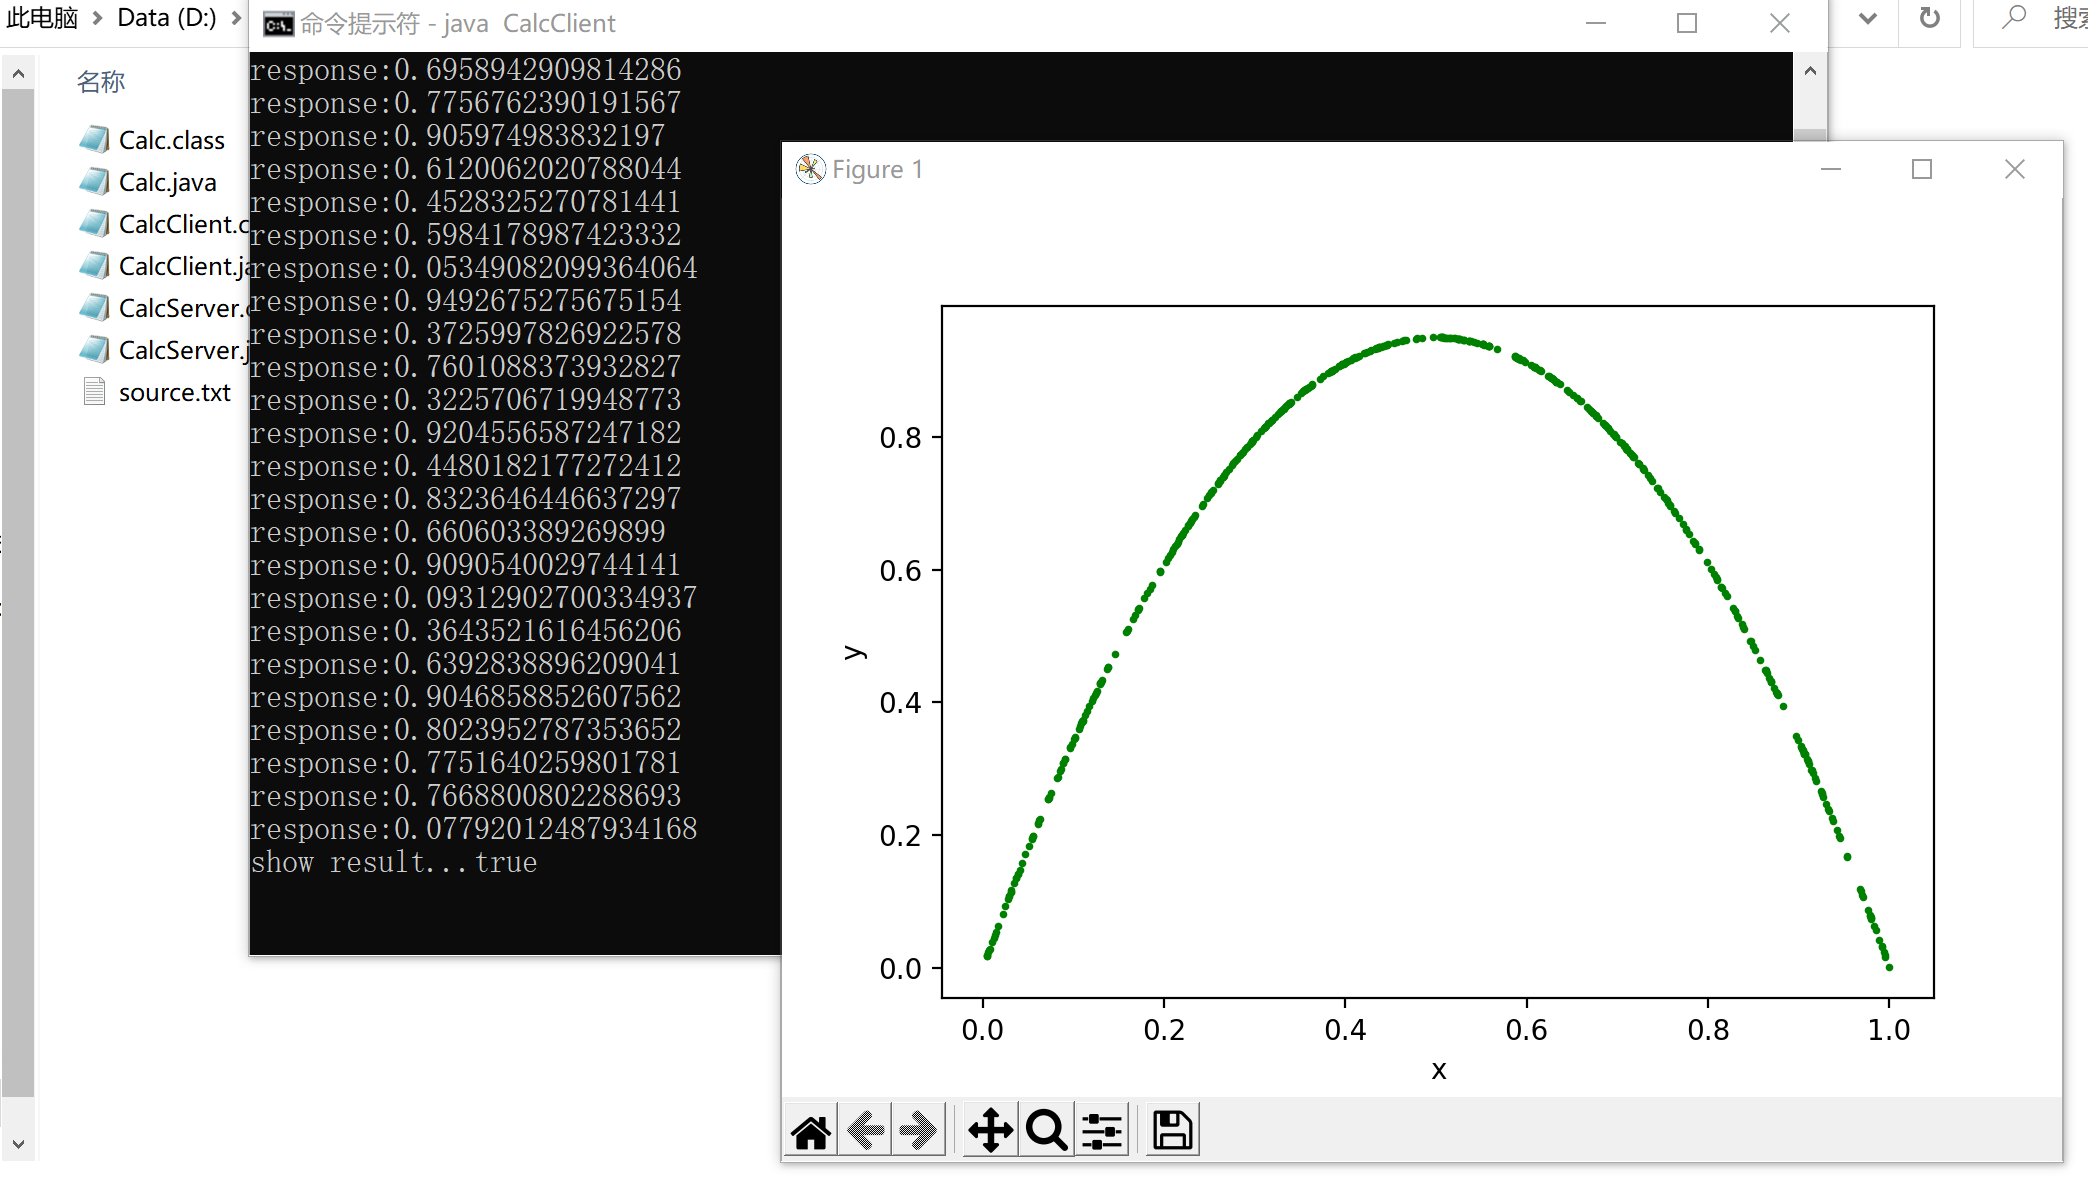 此电脑 > Data (D:) >
搜索
名称
Calc.class
Calc.java
CalcClient.c
CalcClient.ja
CalcServer.c
CalcServer.j
source.txt
命令提示符 - java  CalcClient
response:0.6958942909814286
response:0.7756762390191567
response:0.905974983832197
response:0.6120062020788044
response:0.4528325270781441
response:0.5984178987423332
response:0.05349082099364064
response:0.9492675275675154
response:0.3725997826922578
response:0.7601088373932827
response:0.3225706719948773
response:0.9204556587247182
response:0.4480182177272412
response:0.8323646446637297
response:0.660603389269899
response:0.9090540029744141
response:0.09312902700334937
response:0.3643521616456206
response:0.6392838896209041
response:0.9046858852607562
response:0.8023952787353652
response:0.7751640259801781
response:0.7668800802288693
response:0.07792012487934168
show result...true
Figure 1
0.8
0.6
y
0.4
0.2
0.0
0.0 0.2 0.4 0.6 0.8 1.0
x